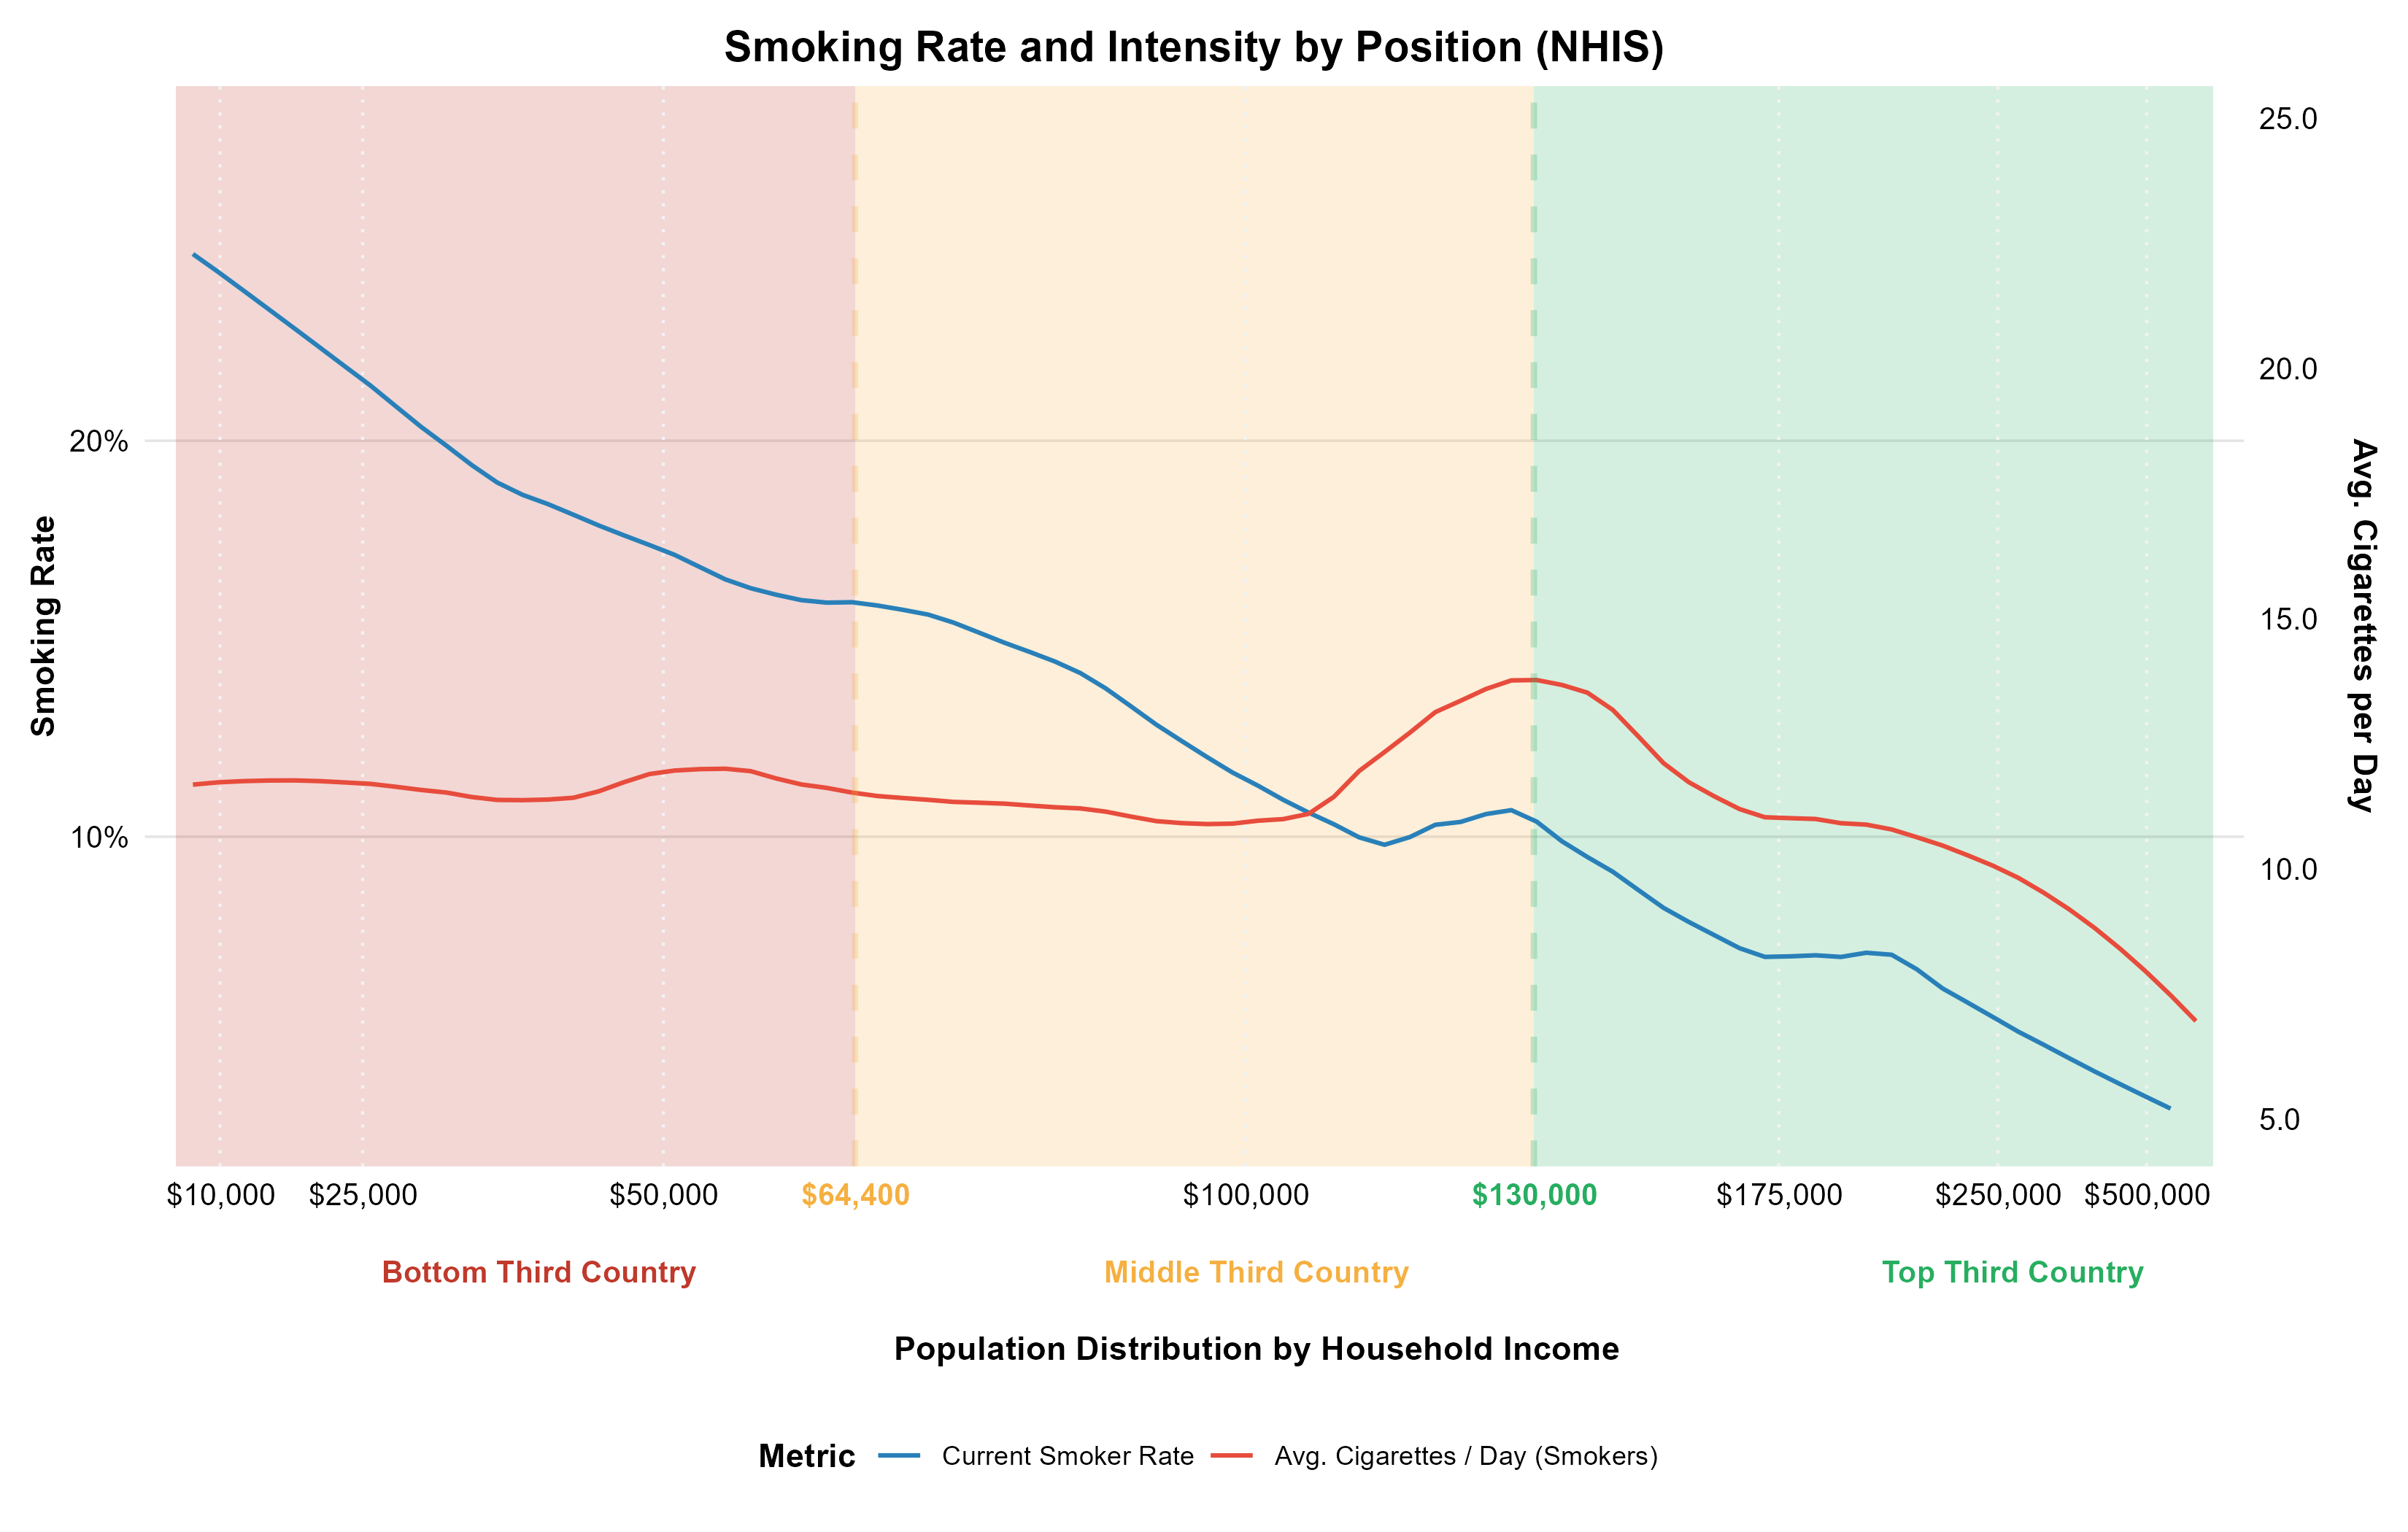 Smoking Rate and Intensity by Position (NHIS)
25.0
20.0
15.0
10.0
5.0
Avg. Cigarettes per Day
20%
10%
Smoking Rate
$10,000 $25,000 $50,000 $64,400 $100,000 $130,000 $175,000 $250,000 $500,000
Bottom Third Country Middle Third Country Top Third Country
Population Distribution by Household Income
Metric Current Smoker Rate Avg. Cigarettes / Day (Smokers)